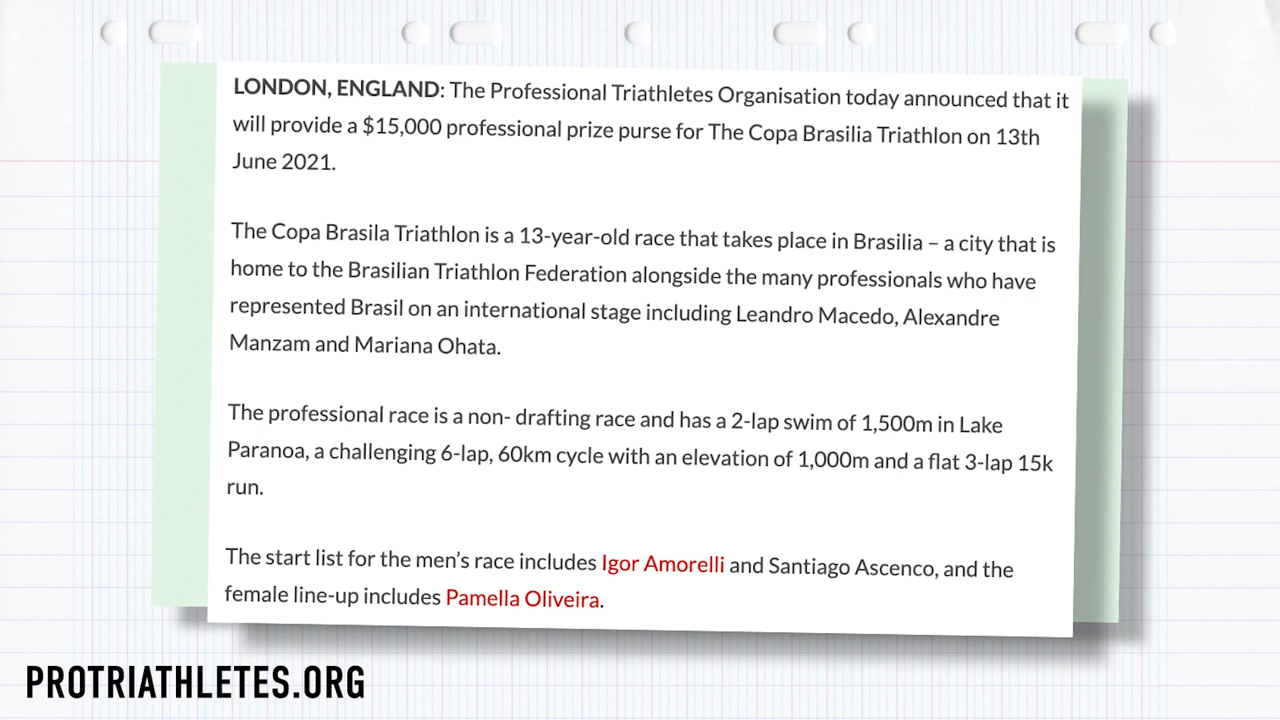 LONDON, ENGLAND: The Professional Triathletes Organisation today announced that it
will provide a $15,000 professional prize purse for The Copa Brasilia Triathlon on 13th
June 2021.
The Copa Brasila Triathlon is a 13-year-old race that takes place in Brasilia – a city that is
home to the Brasilian Triathlon Federation alongside the many professionals who have
represented Brasil on an international stage including Leandro Macedo, Alexandre
Manzam and Mariana Ohata.
The professional race is a non- drafting race and has a 2-lap swim of 1,500m in Lake
Paranoa, a challenging 6-lap, 60km cycle with an elevation of 1,000m and a flat 3-lap 15k
run.
The start list for the men’s race includes Igor Amorelli and Santiago Ascenco, and the
female line-up includes Pamella Oliveira.
PROTRIATHLETES.ORG